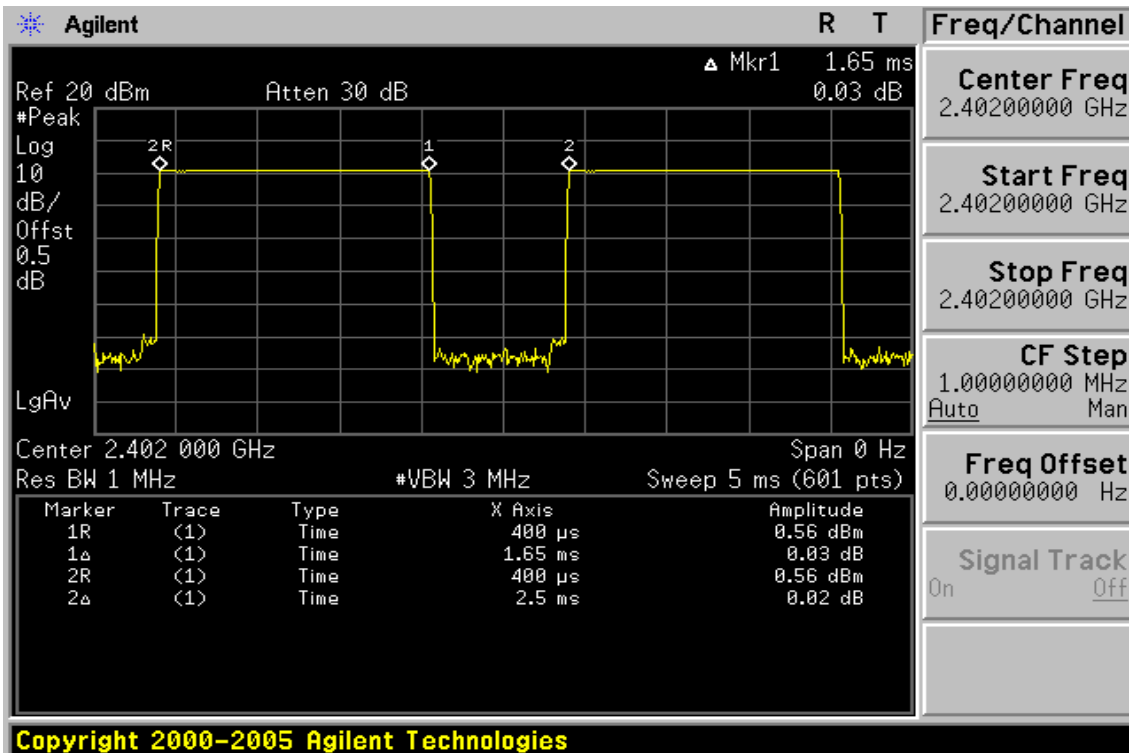 Agilent R T
▵ Mkr1 1.65 ms
Ref 20 dBm Atten 30 dB 0.03 dB
#Peak
Log
10
dB/
Offst
0.5
dB
LgAv
2R 1 2
Center 2.402 000 GHz Span 0 Hz
Res BW 1 MHz #VBW 3 MHz Sweep 5 ms (601 pts)
Marker Trace Type X Axis Amplitude
1R (1) Time 400 µs 0.56 dBm
1▵ (1) Time 1.65 ms 0.03 dB
2R (1) Time 400 µs 0.56 dBm
2▵ (1) Time 2.5 ms 0.02 dB
Freq/Channel
Center Freq
2.40200000 GHz
Start Freq
2.40200000 GHz
Stop Freq
2.40200000 GHz
CF Step
1.00000000 MHz
Auto Man
Freq Offset
0.00000000 Hz
Signal Track
On Off
Copyright 2000-2005 Agilent Technologies